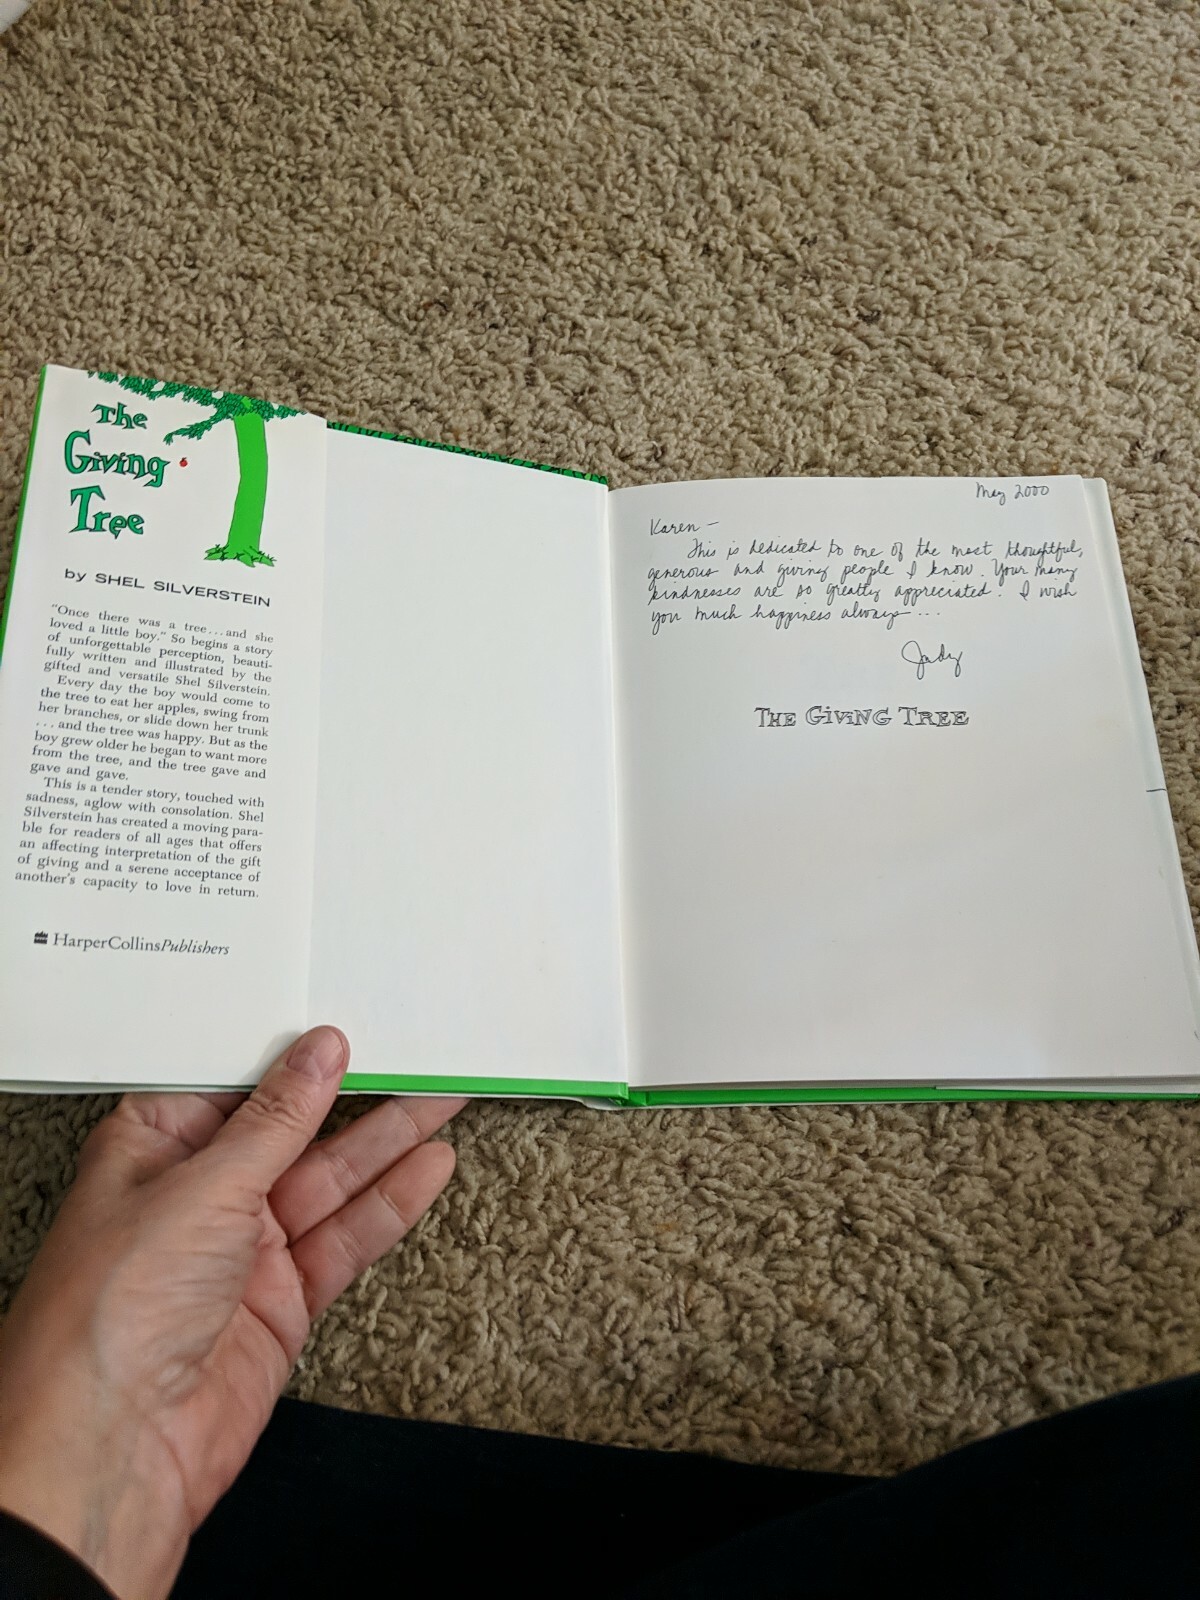 The
Giving
Tree
by SHEL SILVERSTEIN
"Once there was a tree...and she
loved a little boy." So begins a story
of unforgettable perception, beauti-
fully written and illustrated by the
gifted and versatile Shel Silverstein.
Every day the boy would come to
the tree to eat her apples, swing from
her branches, or slide down her trunk
...and the tree was happy. But as the
boy grew older he began to want more
from the tree, and the tree gave and
gave and gave.
This is a tender story, touched with
sadness, aglow with consolation. Shel
Silverstein has created a moving para-
ble for readers of all ages that offers
an affecting interpretation of the gift
of giving and a serene acceptance of
another's capacity to love in return.
HarperCollinsPublishers
May 2000
Karen –
This is dedicated to one of the most thoughtful,
generous and giving people I know. Your many
kindnesses are so greatly appreciated. I wish
you much happiness always...
Judy
THE GiViNG TREE